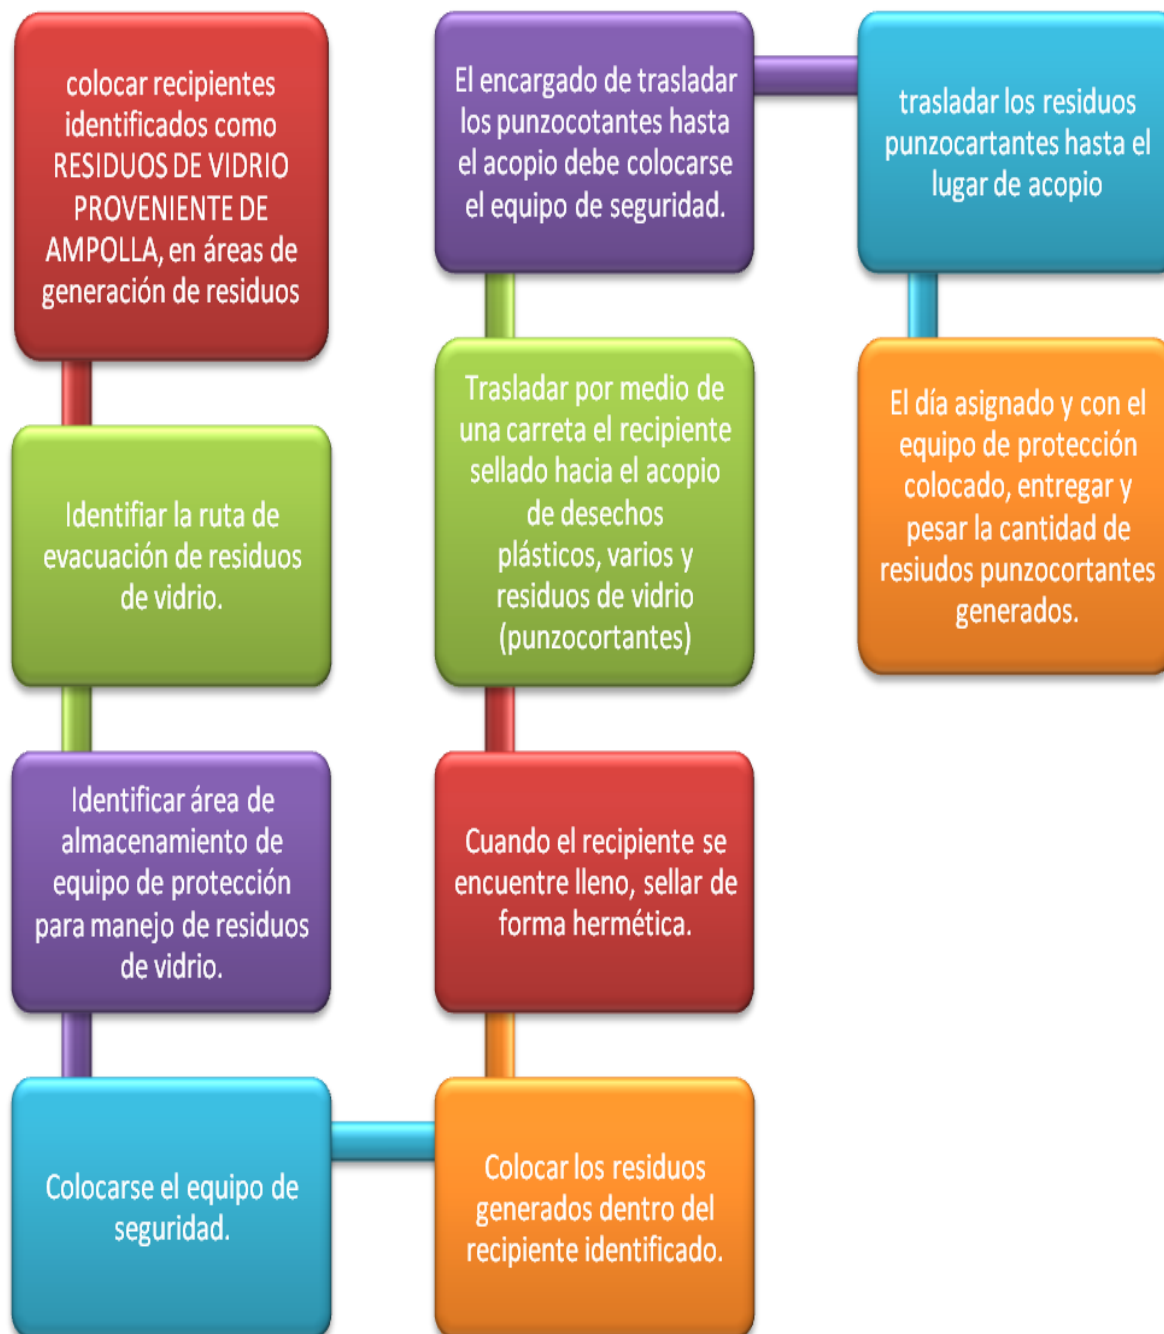 colocar recipientes
identificados como
RESIDUOS DE VIDRIO
PROVENIENTE DE
AMPOLLA, en áreas de
generación de residuos
Identifiar la ruta de
evacuación de residuos
de vidrio.
Identificar área de
almacenamiento de
equipo de protección
para manejo de residuos
de vidrio.
Colocarse el equipo de
seguridad.
Colocar los residuos
generados dentro del
recipiente identificado.
Cuando el recipiente se
encuentre lleno, sellar de
forma hermética.
Trasladar por medio de
una carreta el recipiente
sellado hacia el acopio
de desechos
plásticos, varios y
residuos de vidrio
(punzocortantes)
El encargado de trasladar
los punzocotantes hasta
el acopio debe colocarse
el equipo de seguridad.
trasladar los residuos
punzocartantes hasta el
lugar de acopio
El día asignado y con el
equipo de protección
colocado, entregar y
pesar la cantidad de
resiudos punzocortantes
generados.